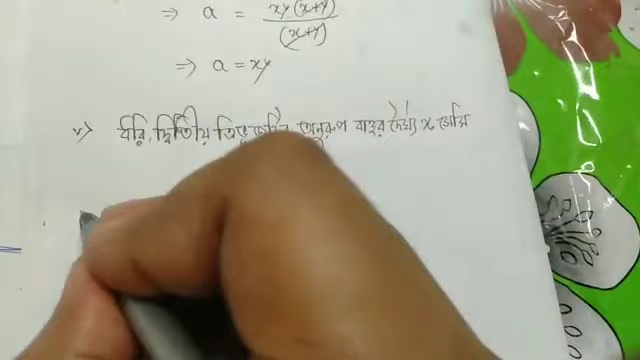 ⇒ a = xy(x+y)/(x+y)
⇒ a = xy
v> ধরি, দ্বিতীয় ত্রিভুজটির অনুরূপ বাহুর দৈর্ঘ্য x সেমি